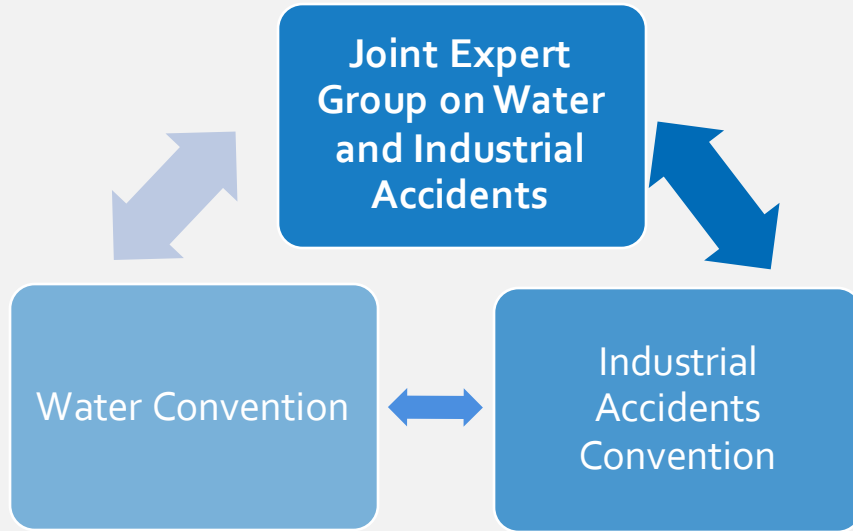 Joint Expert
Group on Water
and Industrial
Accidents
Water Convention
Industrial
Accidents
Convention